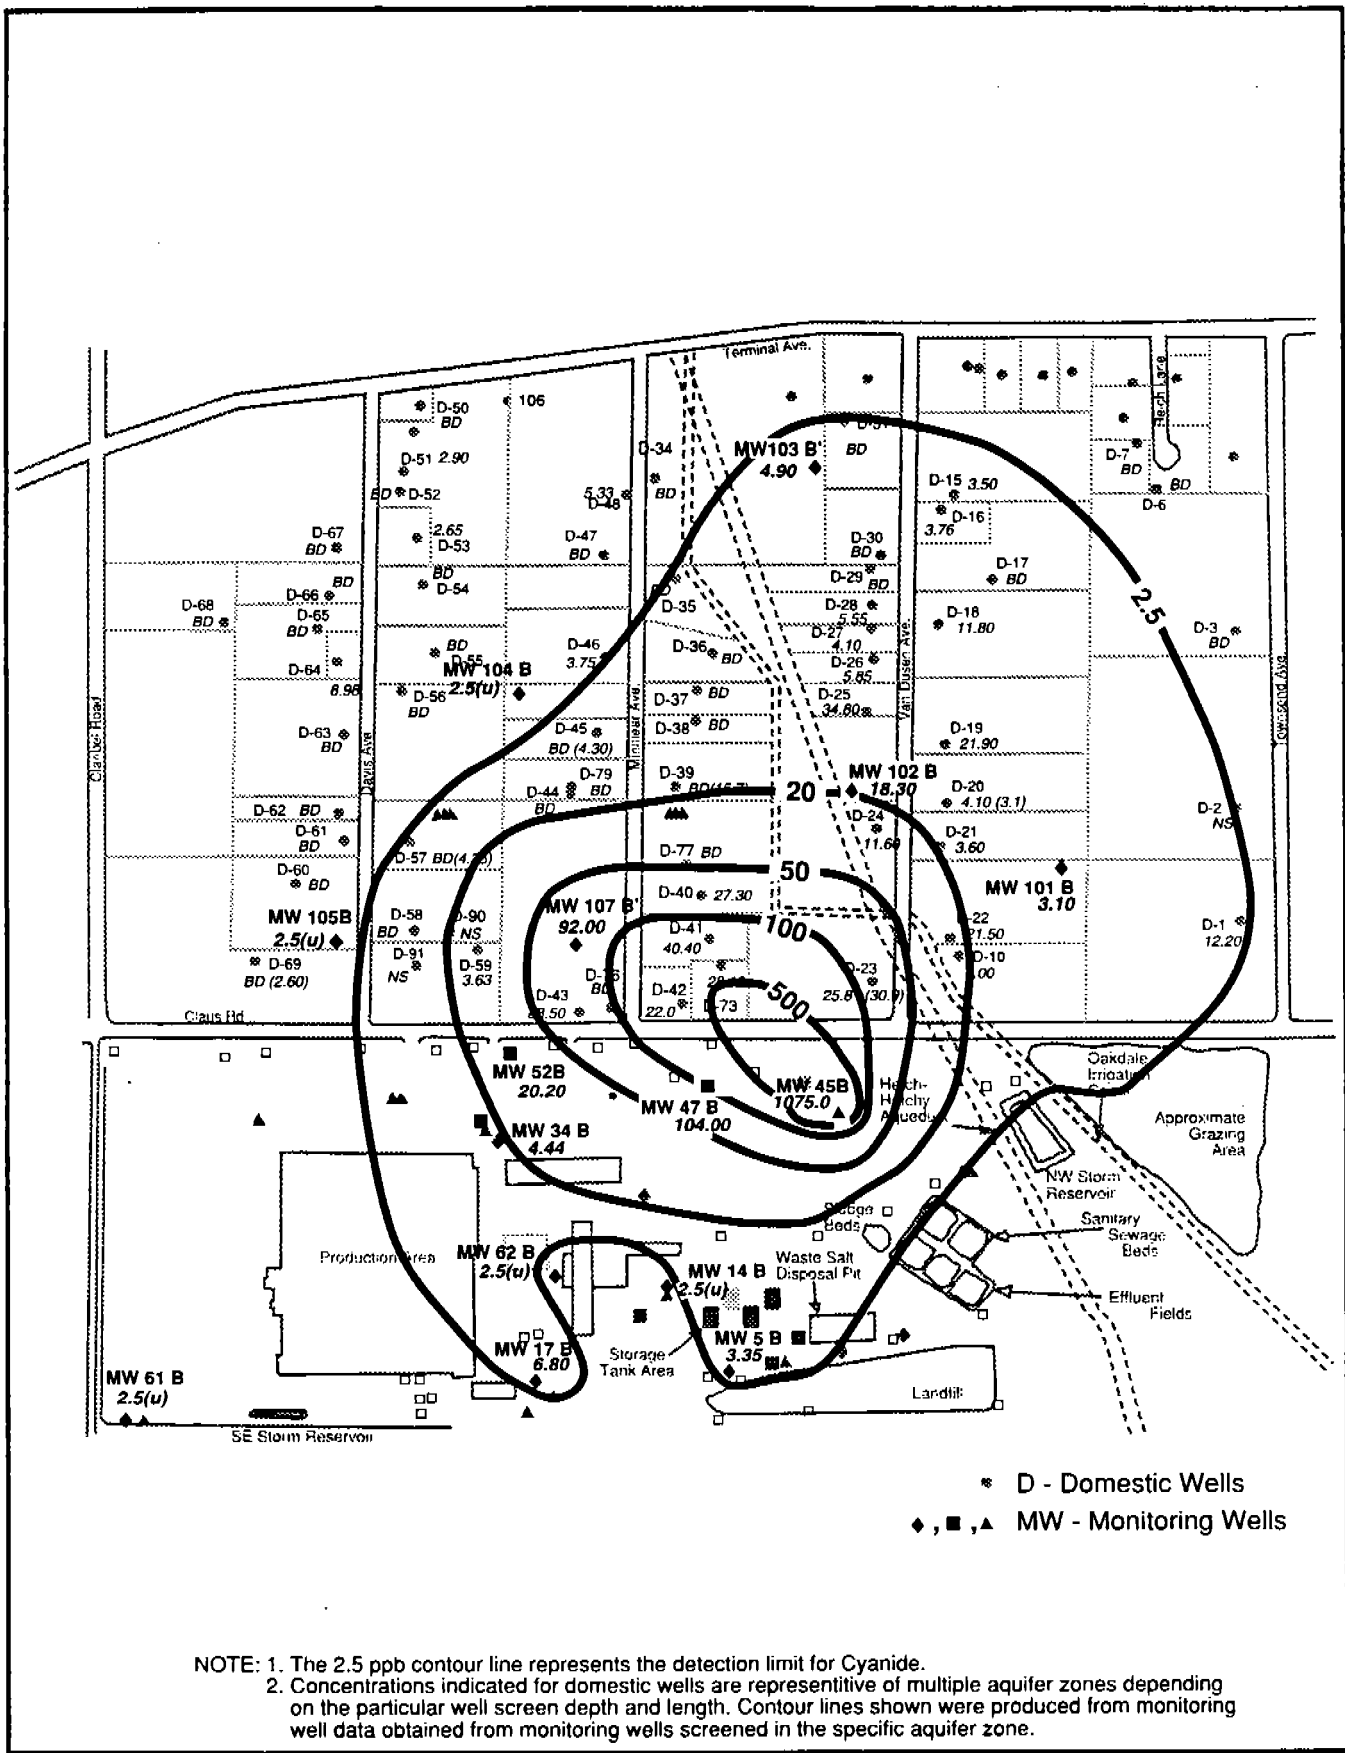 Terminal Ave.
Claribel Road
Davis Ave
Minniear Ave.
Van Dusen Ave.
Townsend Ave.
D-50
BD
106
D-51 2.90
BD D-52
2.65
D-53
BD
D-54
D-34
BD
5.33
D-48
D-47
BD
MW103 B'
4.90
BD
D-7
BD
BD
D-6
D-15 3.50
D-16
3.76
D-67
BD
D-30
BD
D-29
BD
D-17
BD
BD
D-66
D-68
BD
D-65
BD
D-35
D-28
5.55
D-27
4.10
D-26
5.85
D-18
11.80
2.5
D-3
BD
D-64
BD
D-55
D-46
3.75
D-36
BD
MW 104 B
2.5(u)
D-56
BD
D-37
BD
D-25
34.80
D-63
BD
D-45
BD (4.30)
D-38
BD
D-19
21.90
D-79
BD
D-44
BD
D-39
20
MW 102 B
18.30
D-20
4.10 (3.1)
D-2
NS
D-62 BD
D-61
BD
D-24
11.60
D-21
3.60
D-57
D-77 BD
D-60
BD
50
D-40
27.30
MW 101 B
3.10
MW 105B
2.5(u)
D-58
BD
D-90
NS
MW 107 B'
92.00
D-41
40.40
100
D-22
21.50
D-1
12.20
D-69
BD (2.60)
D-91
NS
D-59
3.63
D-10
D-43
D-42
22.0
D-73
500
D-23
Claus Rd.
MW 52B
20.20
MW 47 B
104.00
MW 45B
1075.0
Hetch-
Hetchy
Oakdale
Irrigation
Approximate
Grazing
Area
MW 34 B
4.44
NW Storm
Reservoir
Sludge
Beds
Sanitary
Sewage
Beds
Production Area
MW 62 B
2.5(u)
MW 14 B
2.5(u)
Waste Salt
Disposal Pit
Effluent
Fields
MW 17 B
6.80
Storage
Tank Area
MW 5 B
3.35
Landfill
MW 61 B
2.5(u)
SE Storm Reservoir
D - Domestic Wells
♦ , ■ , ▲ MW - Monitoring Wells
NOTE: 1. The 2.5 ppb contour line represents the detection limit for Cyanide.
2. Concentrations indicated for domestic wells are representitive of multiple aquifer zones depending
on the particular well screen depth and length. Contour lines shown were produced from monitoring
well data obtained from monitoring wells screened in the specific aquifer zone.